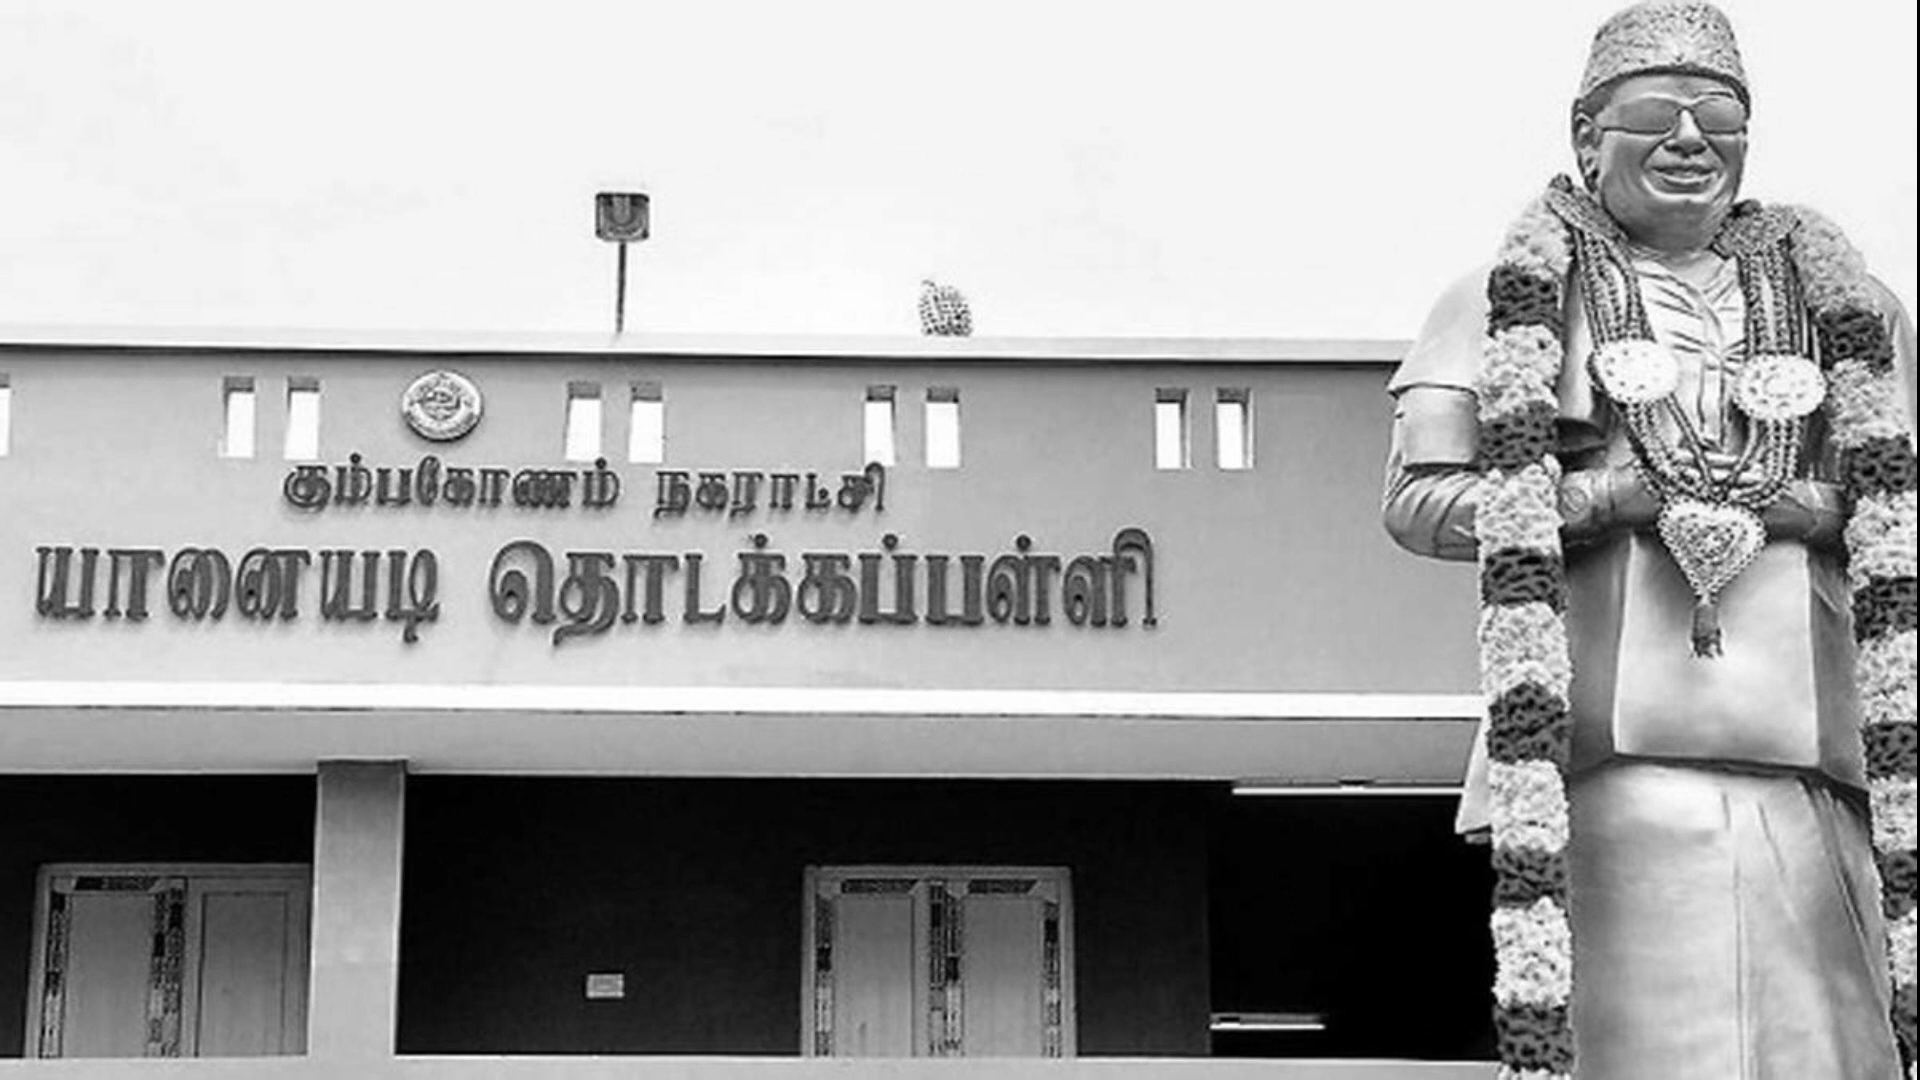 கும்பகோணம் நகராட்சி
யானையடி தொடக்கப்பள்ளி